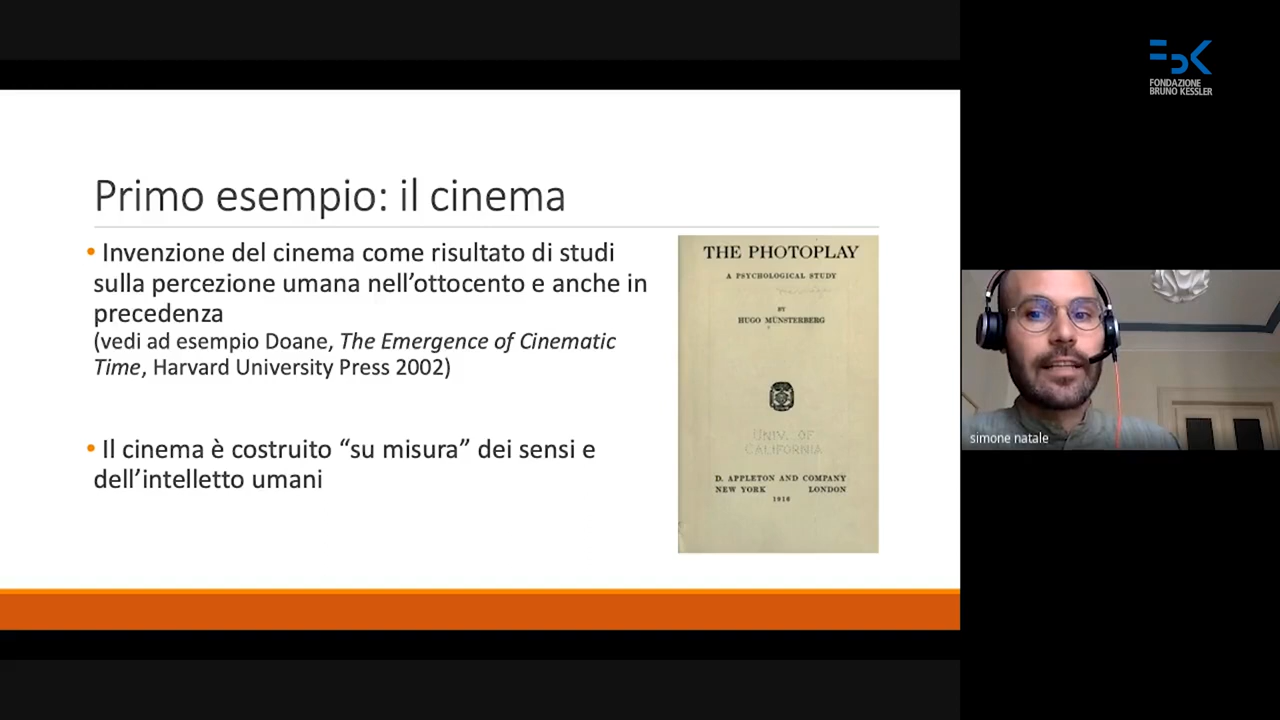 FONDAZIONE
BRUNO KESSLER
Primo esempio: il cinema
• Invenzione del cinema come risultato di studi
sulla percezione umana nell’ottocento e anche in
precedenza
(vedi ad esempio Doane, The Emergence of Cinematic
Time, Harvard University Press 2002)
• Il cinema è costruito “su misura” dei sensi e
dell’intelletto umani
THE PHOTOPLAY
A PSYCHOLOGICAL STUDY
BY
HUGO MÜNSTERBERG
UNIV. OF
CALIFORNIA
D. APPLETON AND COMPANY
NEW YORK LONDON
1916
simone natale